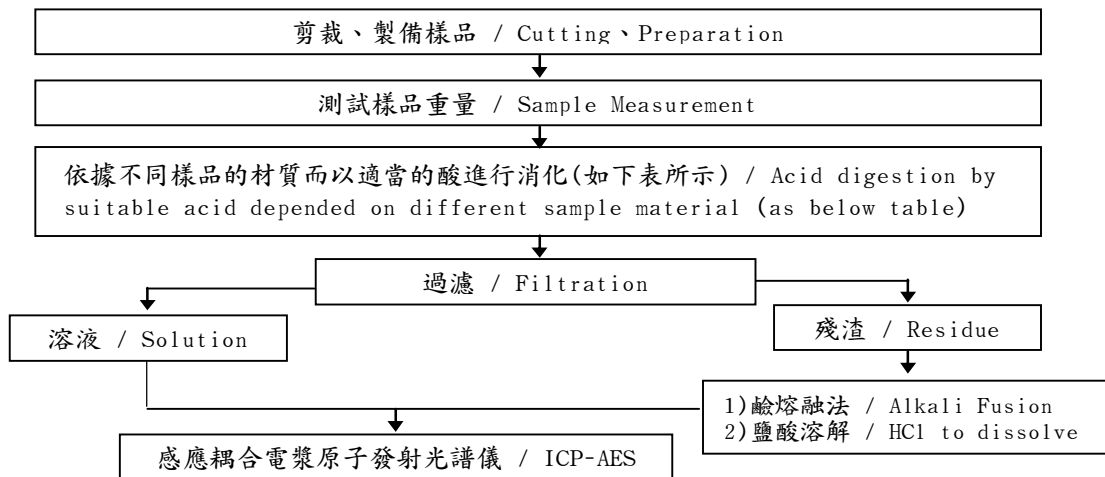 剪裁、製備樣品 / Cutting、Preparation
測試樣品重量 / Sample Measurement
依據不同樣品的材質而以適當的酸進行消化(如下表所示) / Acid digestion by
suitable acid depended on different sample material (as below table)
過濾 / Filtration
溶液 / Solution
殘渣 / Residue
1)鹼熔融法 / Alkali Fusion
2)鹽酸溶解 / HCl to dissolve
感應耦合電漿原子發射光譜儀 / ICP-AES